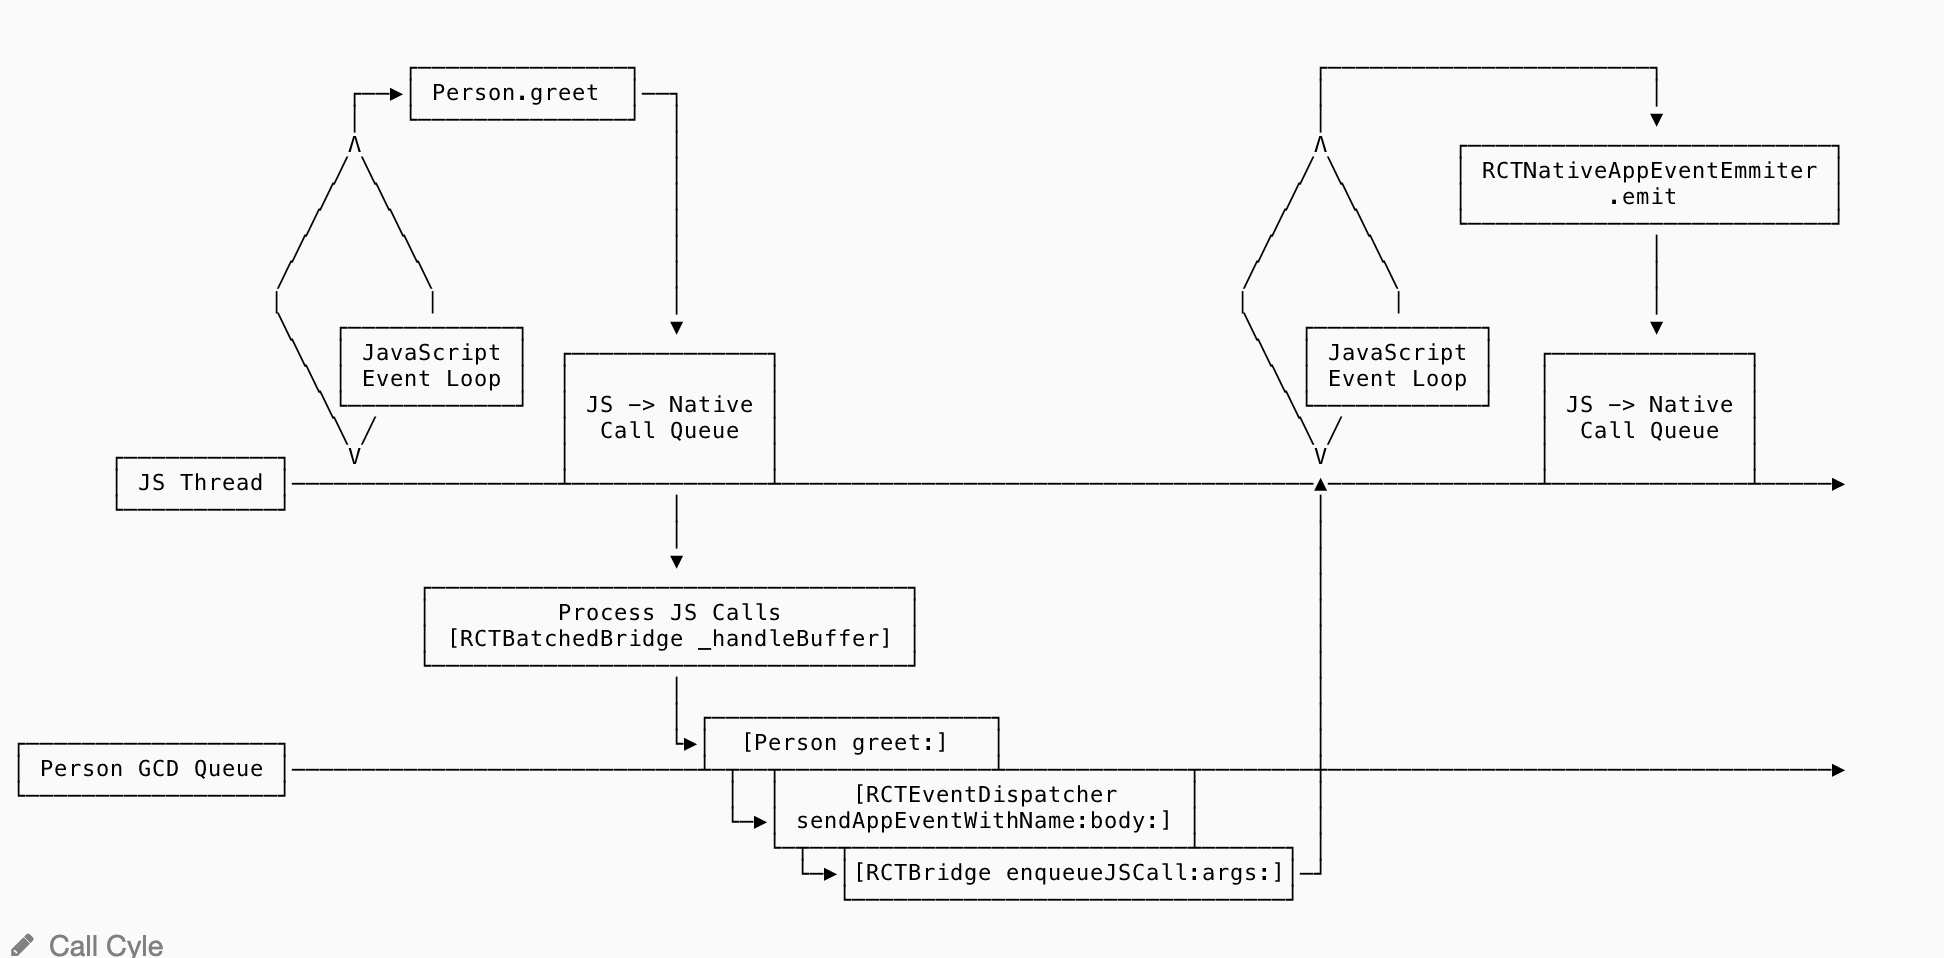 Person.greet
RCTNativeAppEventEmmiter
.emit
JavaScript
Event Loop
JS -> Native
Call Queue
JavaScript
Event Loop
JS -> Native
Call Queue
JS Thread
Process JS Calls
[RCTBatchedBridge _handleBuffer]
[Person greet:]
Person GCD Queue
[RCTEventDispatcher
sendAppEventWithName:body:]
[RCTBridge enqueueJSCall:args:]
Call Cyle